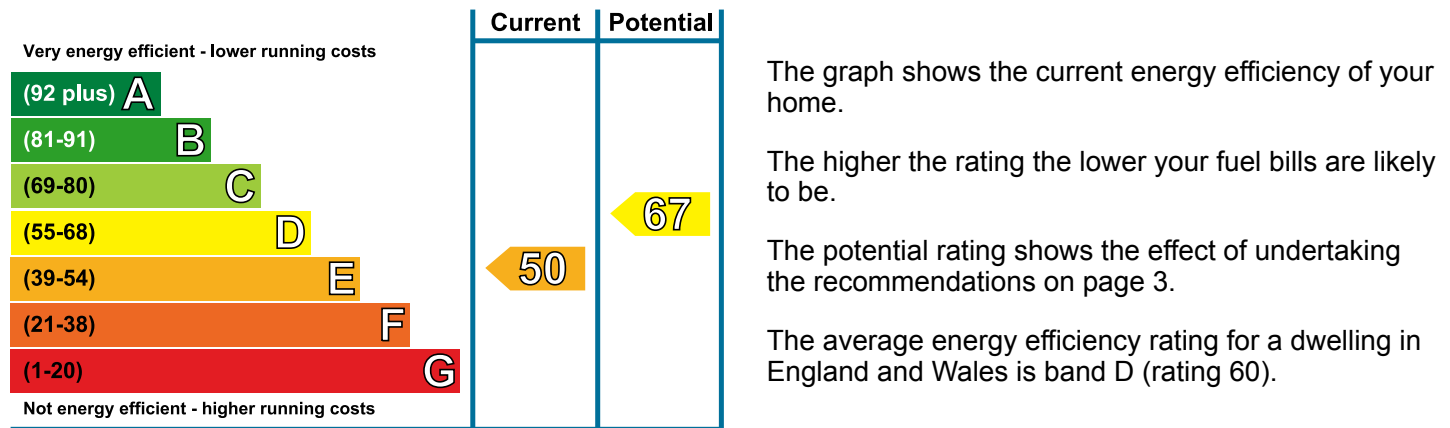 Current Potential
Very energy efficient - lower running costs
(92 plus) A
(81-91) B
(69-80) C
(55-68) D
(39-54) E
(21-38) F
(1-20) G
Not energy efficient - higher running costs
50
67
The graph shows the current energy efficiency of your
home.
The higher the rating the lower your fuel bills are likely
to be.
The potential rating shows the effect of undertaking
the recommendations on page 3.
The average energy efficiency rating for a dwelling in
England and Wales is band D (rating 60).